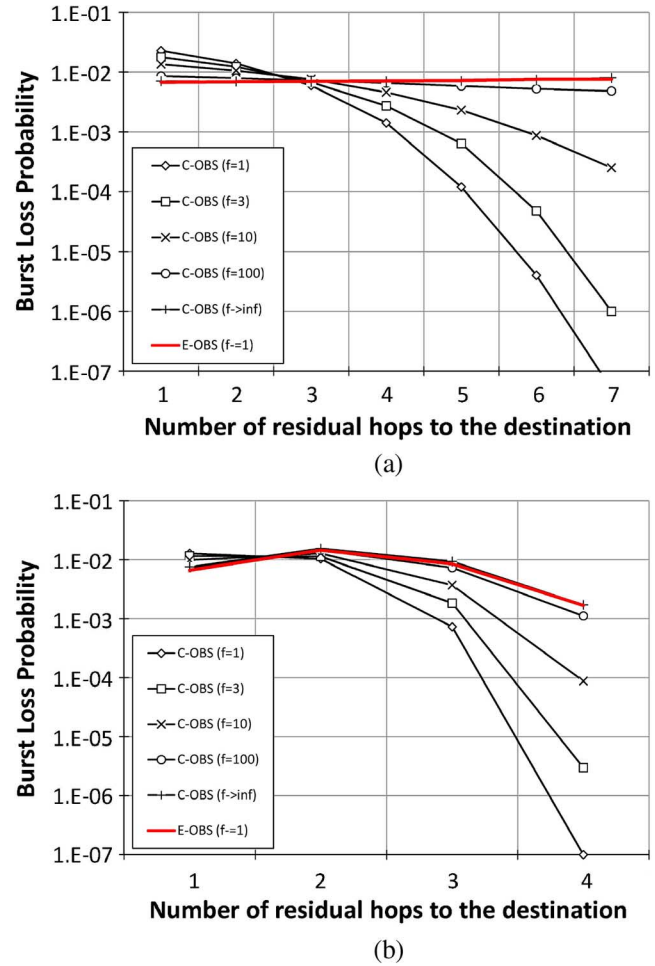 1.E-01
1.E-02
1.E-03
1.E-04
1.E-05
1.E-06
1.E-07
Burst Loss Probability
C-OBS (f=1)
C-OBS (f=3)
C-OBS (f=10)
C-OBS (f=100)
C-OBS (f->inf)
E-OBS (f-=1)
1 2 3 4 5 6 7
Number of residual hops to the destination
(a)
1.E-01
1.E-02
1.E-03
1.E-04
1.E-05
1.E-06
1.E-07
Burst Loss Probability
C-OBS (f=1)
C-OBS (f=3)
C-OBS (f=10)
C-OBS (f=100)
C-OBS (f->inf)
E-OBS (f-=1)
1 2 3 4
Number of residual hops to the destination
(b)